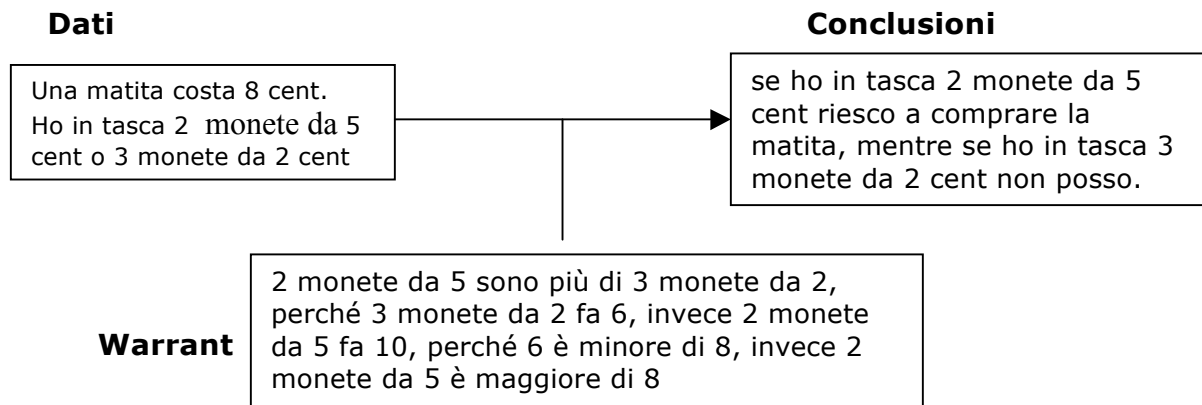 Dati
Conclusioni
Una matita costa 8 cent.
Ho in tasca 2 monete da 5
cent o 3 monete da 2 cent
se ho in tasca 2 monete da 5
cent riesco a comprare la
matita, mentre se ho in tasca 3
monete da 2 cent non posso.
Warrant
2 monete da 5 sono più di 3 monete da 2,
perché 3 monete da 2 fa 6, invece 2 monete
da 5 fa 10, perché 6 è minore di 8, invece 2
monete da 5 è maggiore di 8